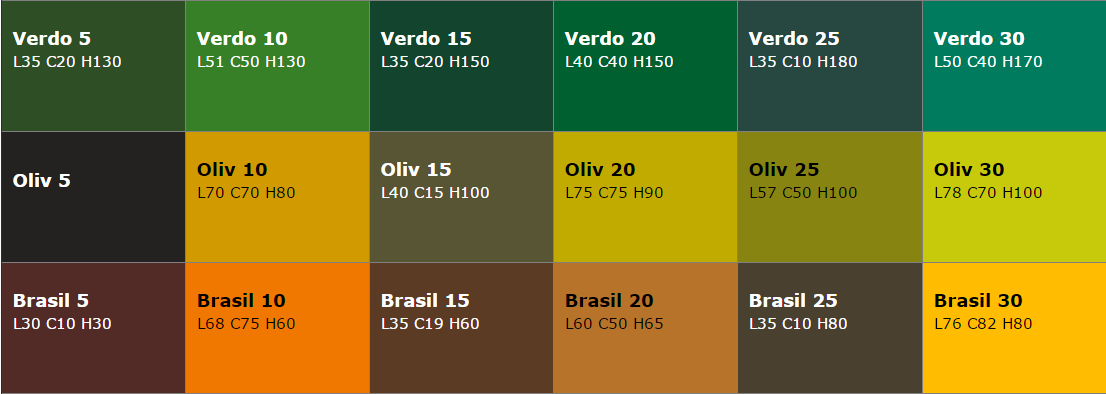 Verdo 5
L35 C20 H130
Verdo 10
L51 C50 H130
Verdo 15
L35 C20 H150
Verdo 20
L40 C40 H150
Verdo 25
L35 C10 H180
Verdo 30
L50 C40 H170
Oliv 5
Oliv 10
L70 C70 H80
Oliv 15
L40 C15 H100
Oliv 20
L75 C75 H90
Oliv 25
L57 C50 H100
Oliv 30
L78 C70 H100
Brasil 5
L30 C10 H30
Brasil 10
L68 C75 H60
Brasil 15
L35 C19 H60
Brasil 20
L60 C50 H65
Brasil 25
L35 C10 H80
Brasil 30
L76 C82 H80